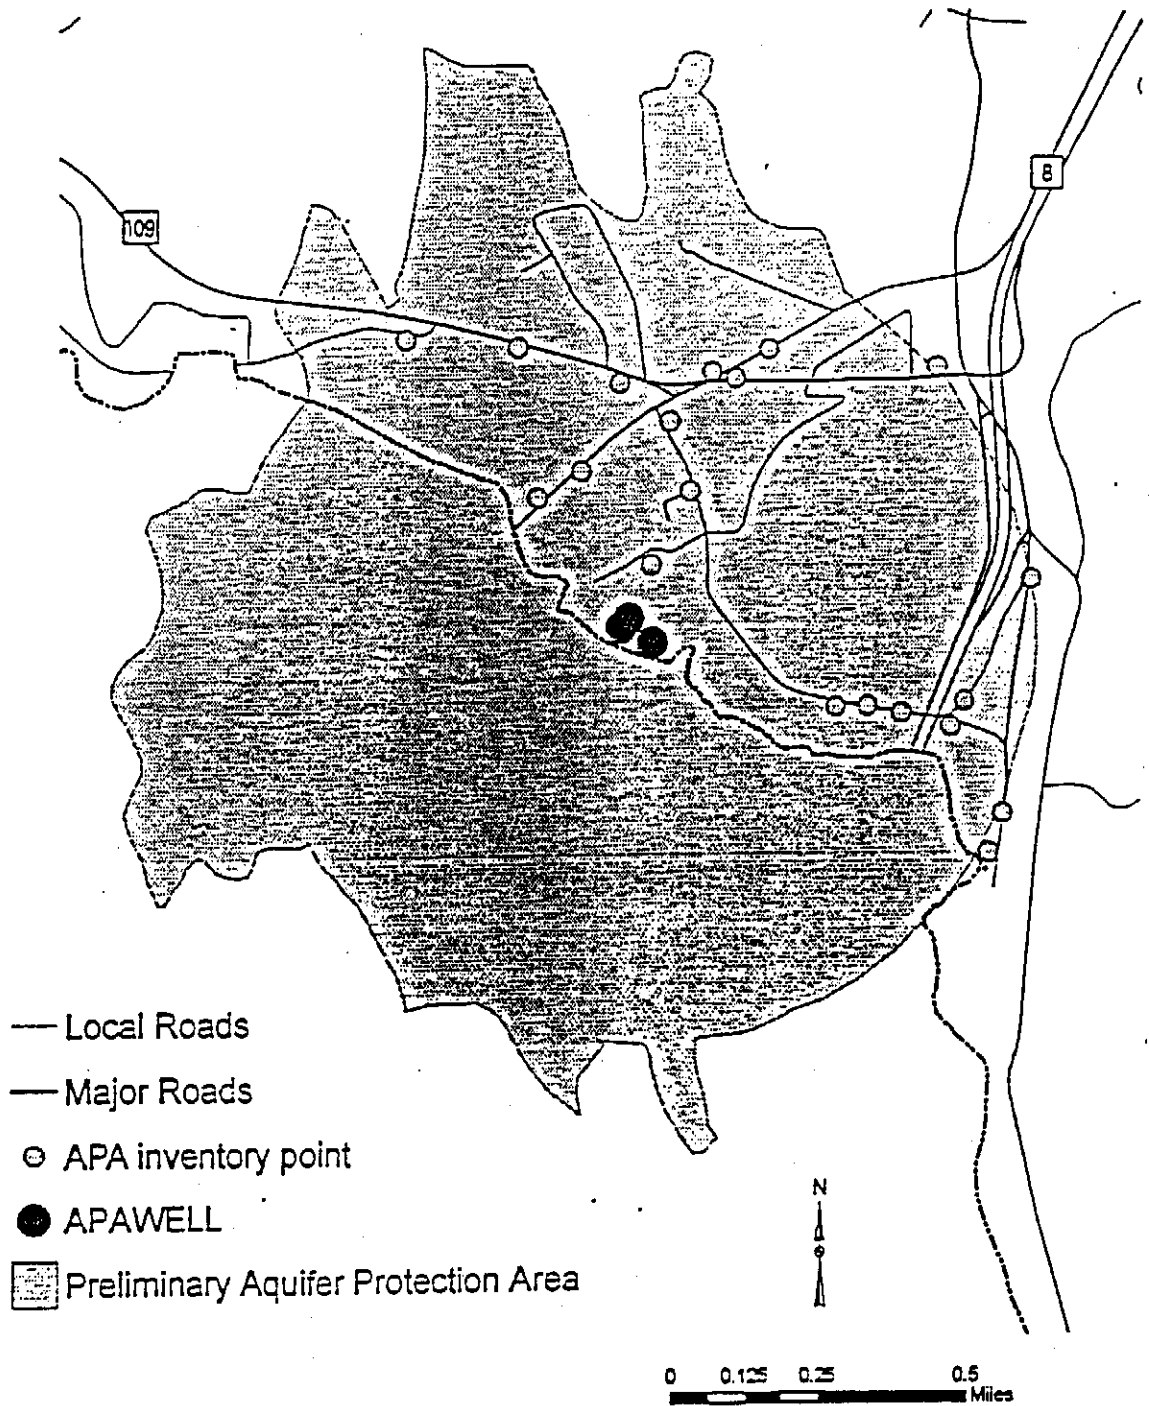 8
109
Local Roads
Major Roads
APA inventory point
APAWELL
Preliminary Aquifer Protection Area
N
0 0.125 0.25 0.5
Miles